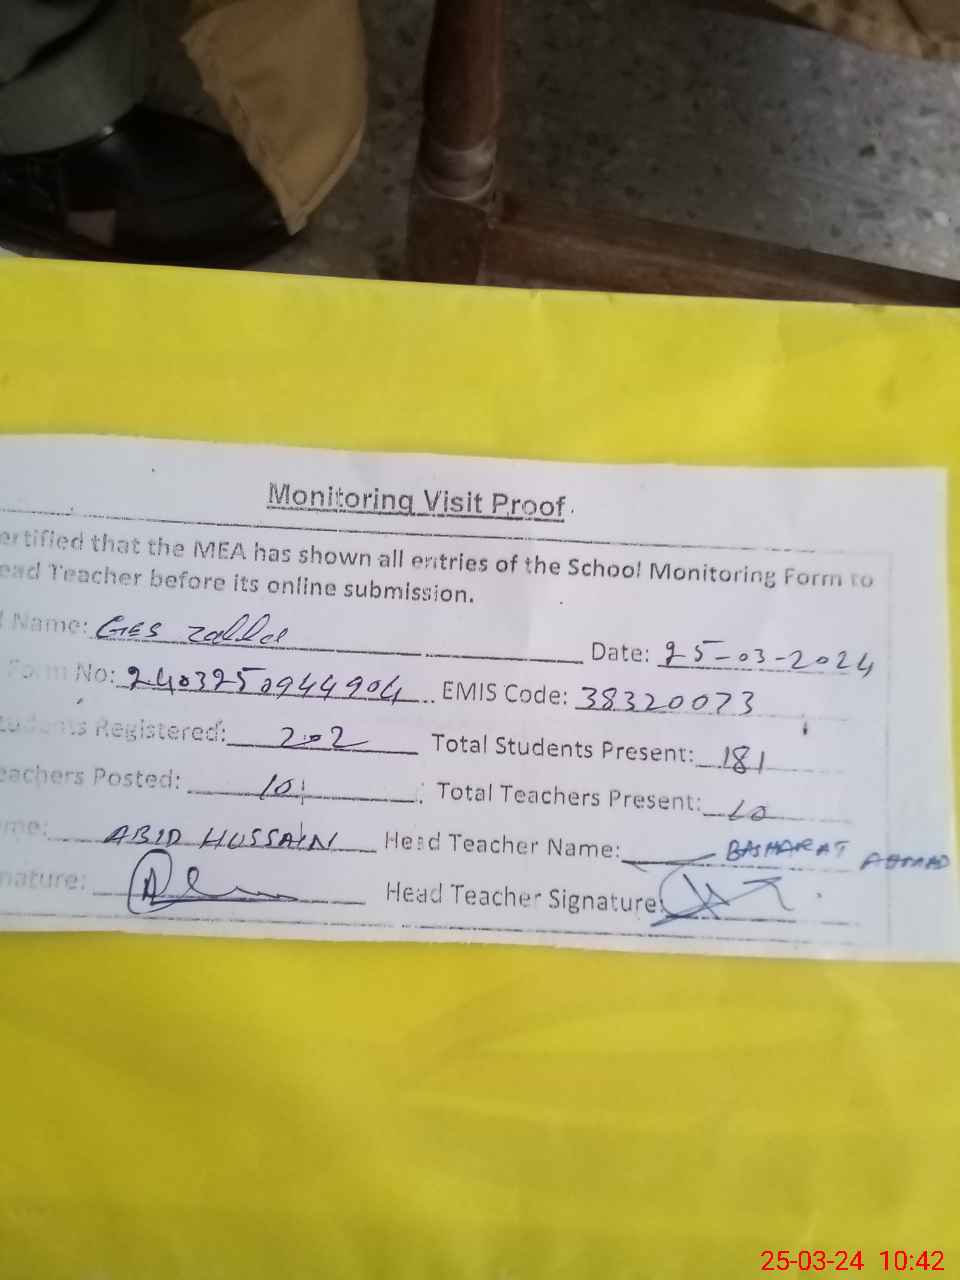 Monitoring Visit Proof.
ertified that the MEA has shown all entries of the School Monitoring Form to
ead Teacher before its online submission.
Name: GES Date: 25-03-2024
Form No: 2403250944904 EMIS Code: 38320073
tudents Registered: 202 Total Students Present: 181
eachers Posted: 10 Total Teachers Present: 10
me: ABID HUSSAIN Head Teacher Name: BASHARAT AHMAD
nature: Head Teacher Signature:
25-03-24 10:42